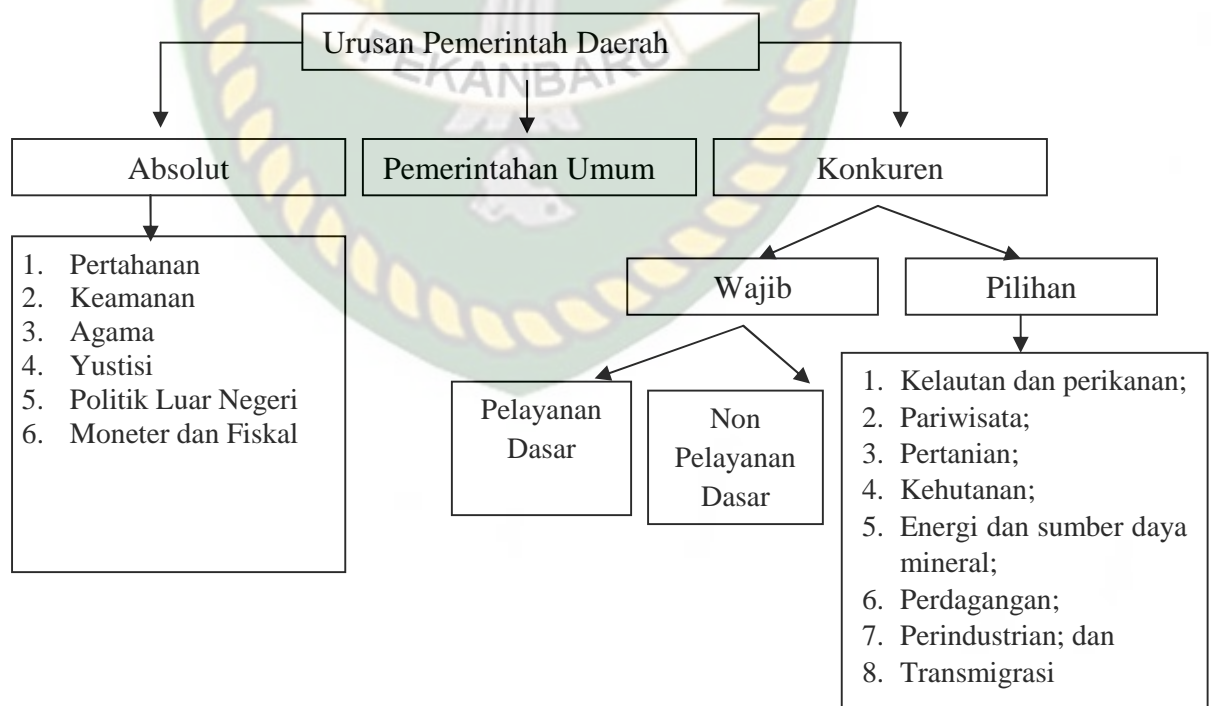 Urusan Pemerintah Daerah
PEKANBARU
Absolut
Pemerintahan Umum
Konkuren
1. Pertahanan
2. Keamanan
3. Agama
4. Yustisi
5. Politik Luar Negeri
6. Moneter dan Fiskal
Wajib
Pilihan
Pelayanan
Dasar
Non
Pelayanan
Dasar
1. Kelautan dan perikanan;
2. Pariwisata;
3. Pertanian;
4. Kehutanan;
5. Energi dan sumber daya
mineral;
6. Perdagangan;
7. Perindustrian; dan
8. Transmigrasi